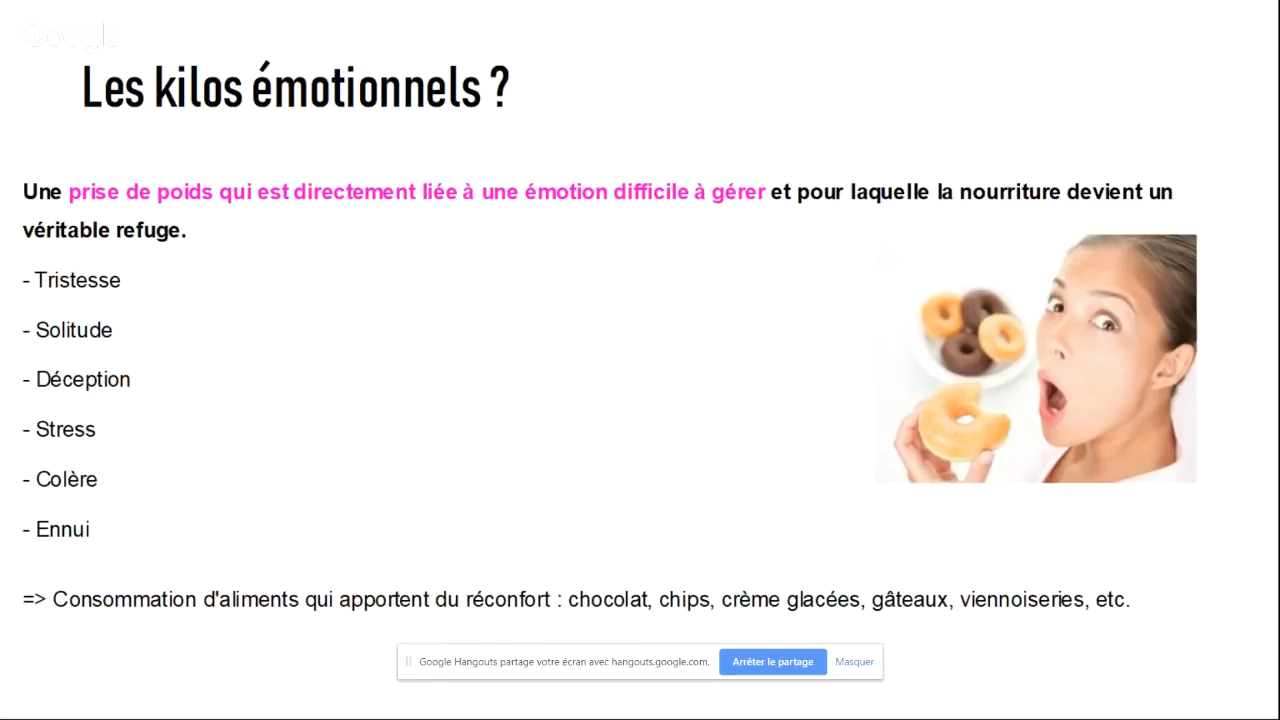 Google
Les kilos émotionnels ?
Une prise de poids qui est directement liée à une émotion difficile à gérer et pour laquelle la nourriture devient un
véritable refuge.
- Tristesse
- Solitude
- Déception
- Stress
- Colère
- Ennui
=> Consommation d'aliments qui apportent du réconfort : chocolat, chips, crème glacées, gâteaux, viennoiseries, etc.
Google Hangouts partage votre écran avec hangouts.google.com. Arrêter le partage Masquer